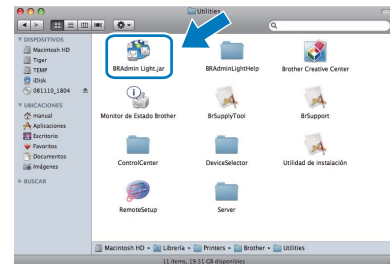 Utilities
DISPOSITIVOS
Macintosh HD
Tiger
TEMP
iDisk
081110_1804
UBICACIONES
manual
Aplicaciones
Escritorio
Favoritos
Documentos
Imágenes
BUSCAR
BRAdmin Light.jar
BRAdminLightHelp
Brother Creative Center
Monitor de Estado Brother
BrSupplyTool
BrSupport
ControlCenter
DeviceSelector
Utilidad de instalación
RemoteSetup
Server
Macintosh HD ▸ Librería ▸ Printers ▸ Brother ▸ Utilities
11 ítems, 19.51 GB disponibles